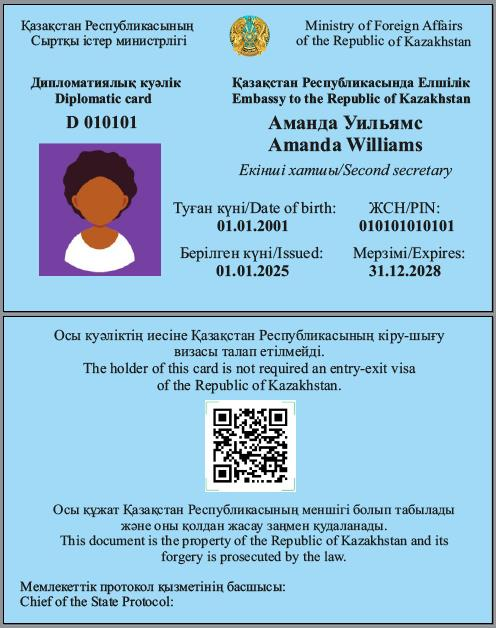 Қазақстан Республикасының
Сыртқы істер министрлігі
Ministry of Foreign Affairs
of the Republic of Kazakhstan
Дипломатиялық куәлік
Diplomatic card
D 010101
Қазақстан Республикасында Елшілік
Embassy to the Republic of Kazakhstan
Аманда Уильямс
Amanda Williams
Екінші хатшы/Second secretary
Туған күні/Date of birth:
01.01.2001
ЖСН/PIN:
010101010101
Берілген күні/Issued:
01.01.2025
Мерзімі/Expires:
31.12.2028
Осы куәліктің иесіне Қазақстан Республикасының кіру-шығу
визасы талап етілмейді.
The holder of this card is not required an entry-exit visa
of the Republic of Kazakhstan.
Осы құжат Қазақстан Республикасының меншігі болып табылады
және оны қолдан жасау заңмен қудаланады.
This document is the property of the Republic of Kazakhstan and its
forgery is prosecuted by the law.
Мемлекеттік протокол қызметінің басшысы:
Chief of the State Protocol: